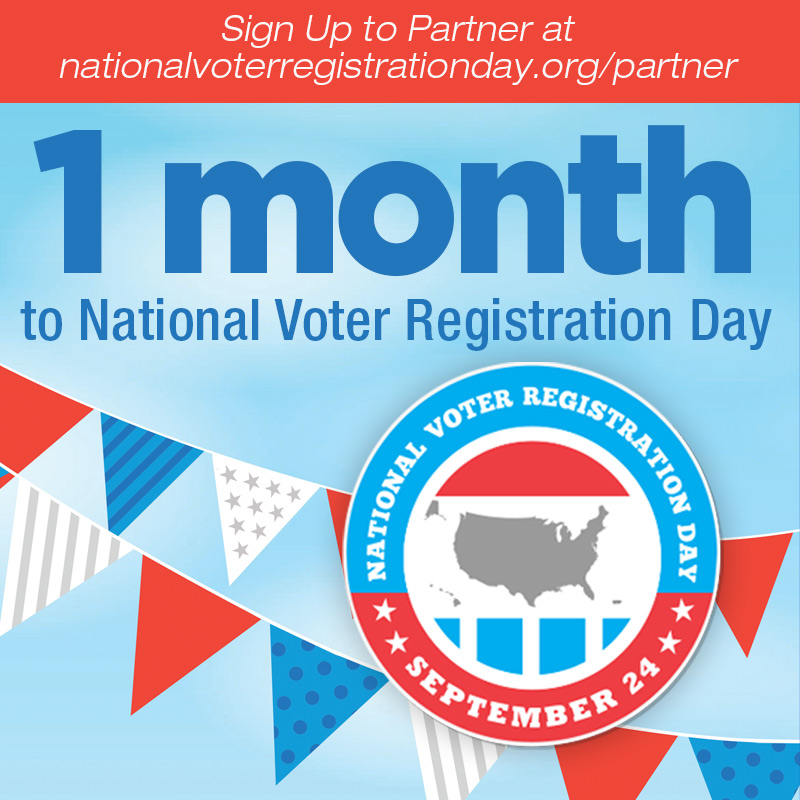 Sign Up to Partner at
nationalvoterregistrationday.org/partner
1 month
to National Voter Registration Day
NATIONAL VOTER REGISTRATION DAY
SEPTEMBER 24